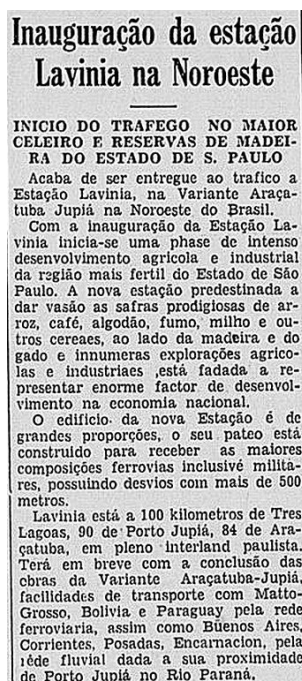 Inauguração da estação
Lavinia na Noroeste
INICIO DO TRAFEGO NO MAIOR
CELEIRO E RESERVAS DE MADEI-
RA DO ESTADO DE S. PAULO
Acaba de ser entregue ao trafico a
Estação Lavinia, na Variante Araça-
tuba Jupiá na Noroeste do Brasil.
Com a inauguração da Estação La-
vinia inicia-se uma phase de intenso
desenvolvimento agricola e industrial
da região mais fertil do Estado de São
Paulo. A nova estação predestinada a
dar vasão as safras prodigiosas de ar-
roz, café, algodão, fumo, milho e ou-
tros cereaes, ao lado da madeira e do
gado e innumeras explorações agrico-
las e industriaes ,está fadada a re-
presentar enorme factor de desenvol-
vimento na economia nacional.
O edificio da nova Estação é de
grandes proporções, o seu pateo está
construido para receber as maiores
composições ferrovias inclusivé milita-
res, possuindo desvios com mais de 500
metros.
Lavinia está a 100 kilometros de Tres
Lagoas, 90 de Porto Jupiá, 84 de Ara-
çatuba, em pleno interland paulista.
Terá em breve com a conclusão das
obras da Variante Araçatuba-Jupiá,
facilidades de transporte com Matto-
Grosso, Bolivia e Paraguay pela rede
ferroviaria, assim como Buenos Aires,
Corrientes, Posadas, Encarnacion, pela
rêde fluvial dada a sua proximidade
de Porto Jupiá no Rio Paraná.